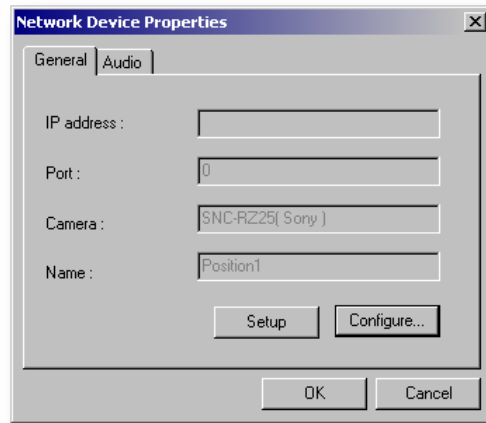 Network Device Properties
General Audio
IP address :
Port : 0
Camera : SNC-RZ25( Sony )
Name : Position1
Setup Configure...
OK Cancel